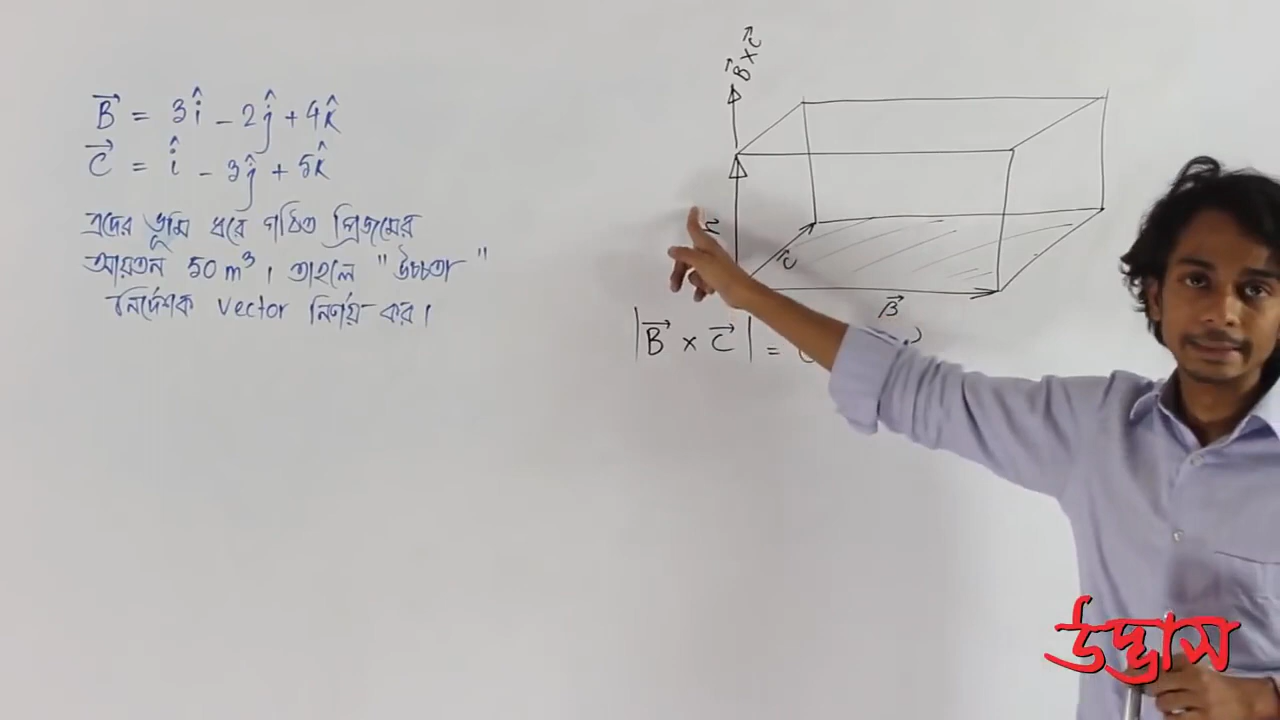 B⃗ = 3î - 2ĵ + 4k̂
C⃗ = î - 3ĵ + 5k̂
এদের ভূমি ধরে গঠিত প্রিজমের
আয়তন 50 m³। তাহলে "উচ্চতা"
নির্দেশক vector নির্ণয় কর।
B⃗ × C⃗
C⃗
B⃗
|B⃗ × C⃗| =
উদ্ভাস